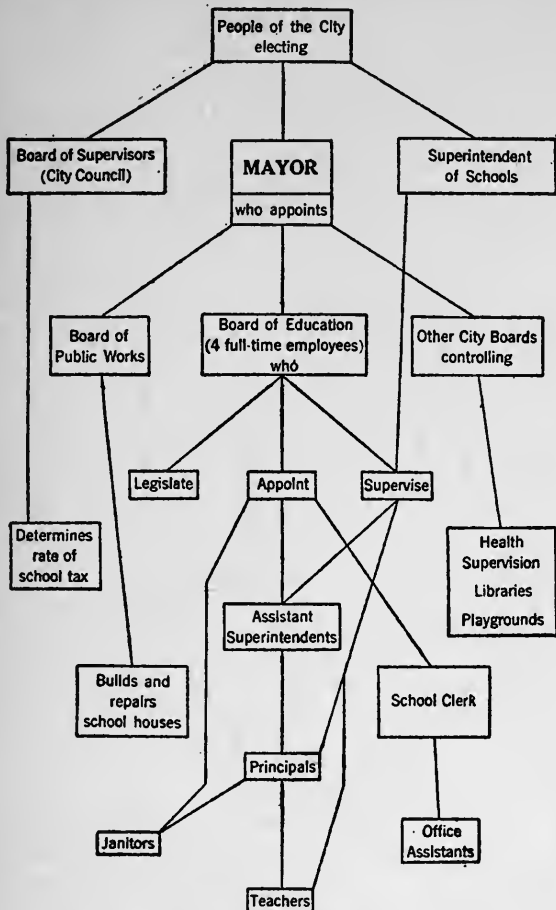 People of the City
electing
Board of Supervisors
(City Council)
MAYOR
who appoints
Superintendent
of Schools
Board of
Public Works
Board of Education
(4 full-time employees)
who
Other City Boards
controlling
Legislate
Appoint
Supervise
Determines
rate of
school tax
Health
Supervision
Libraries
Playgrounds
Assistant
Superintendents
Builds and
repairs
school houses
School Clerk
Principals
Janitors
Office
Assistants
Teachers